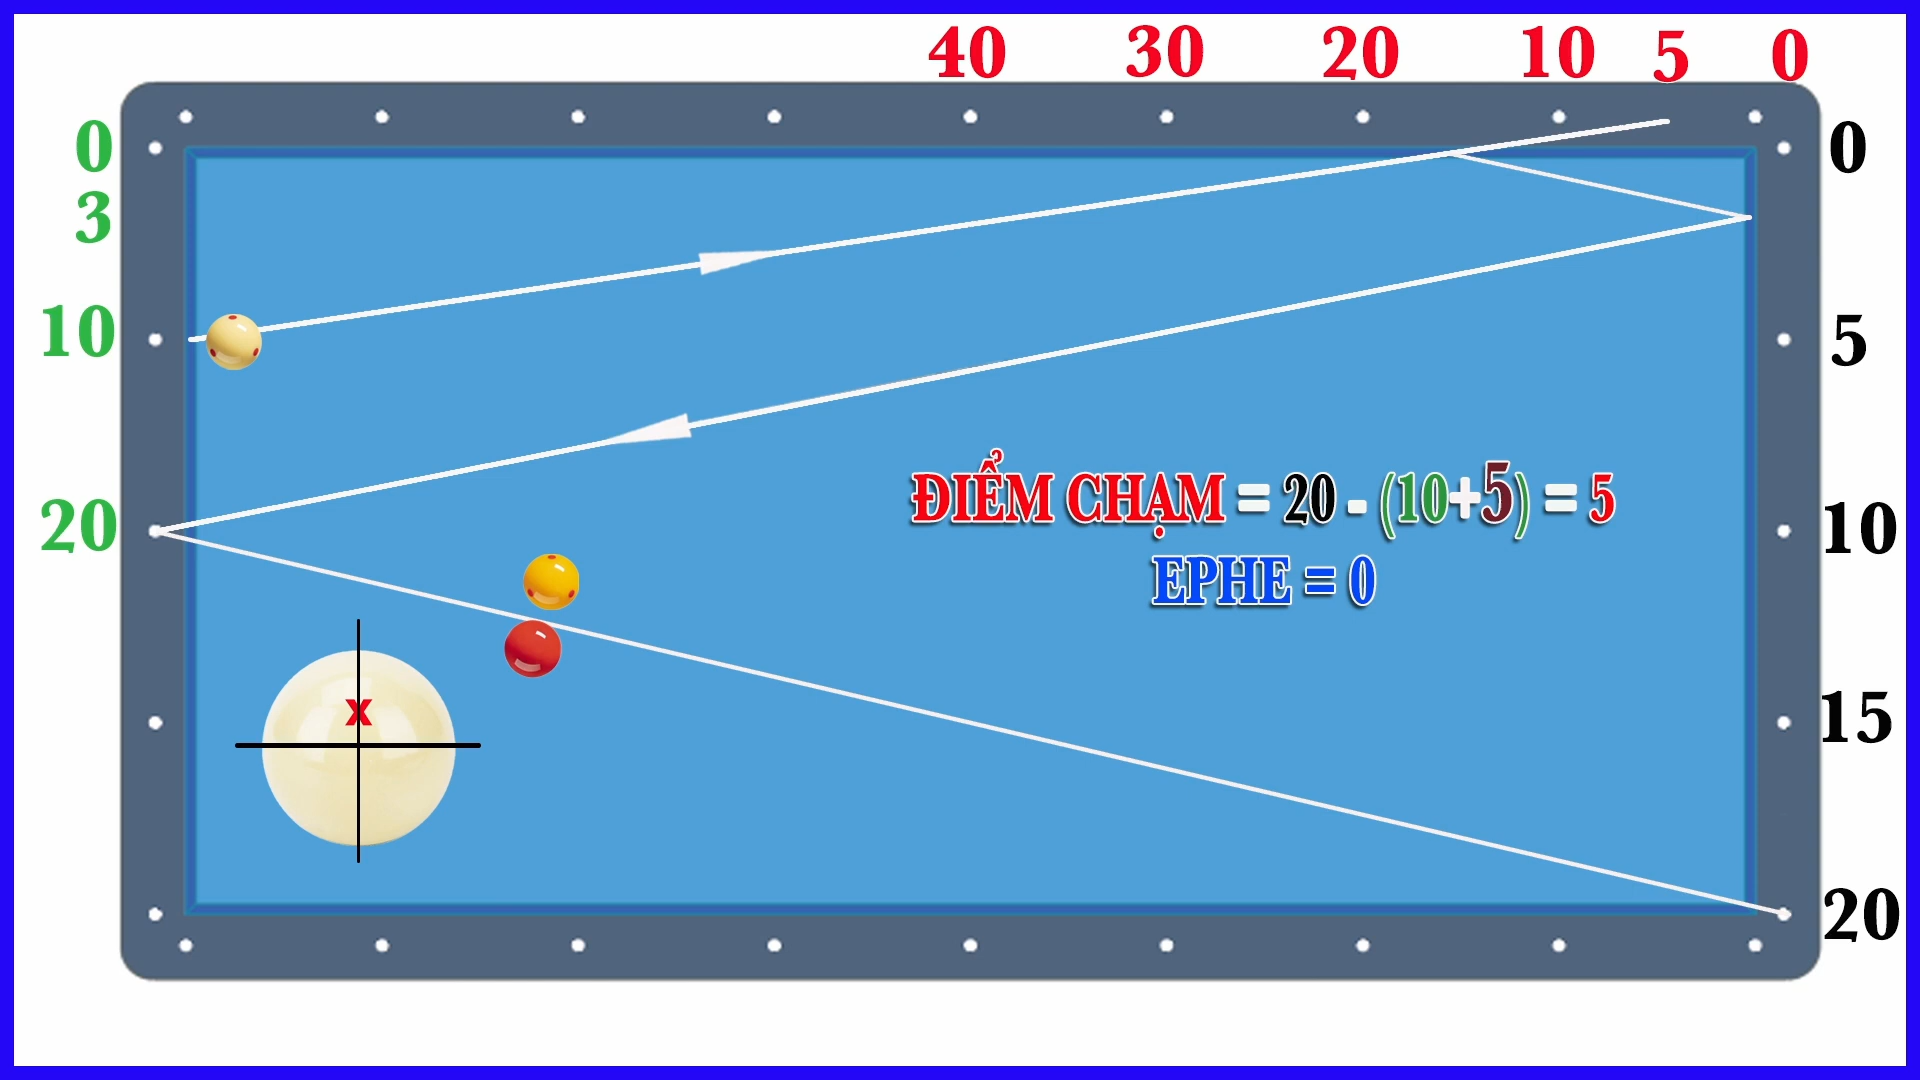 40 30 20 10 5 0
0 0
3
10 5
20 10
ĐIỂM CHẠM = 20 - (10+5) = 5
EPHE = 0
x
15
20